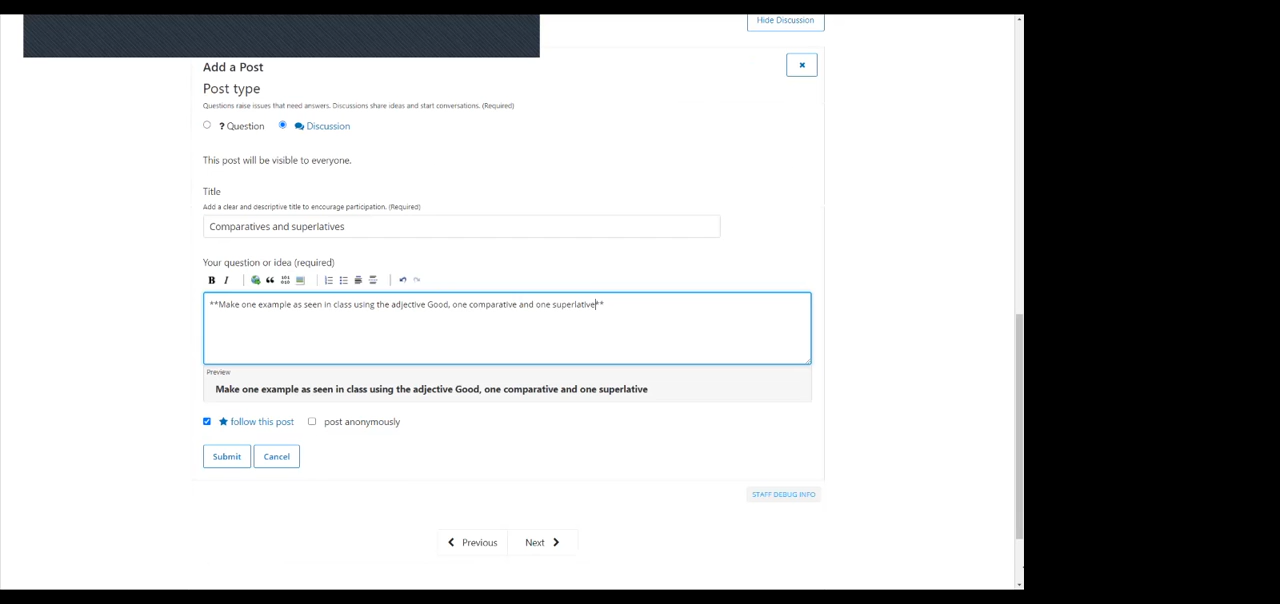 Hide Discussion
Add a Post
Post type
Questions raise issues that need answers. Discussions share ideas and start conversations. (Required)
? Question Discussion
This post will be visible to everyone.
Title
Add a clear and descriptive title to encourage participation. (Required)
Comparatives and superlatives
Your question or idea (required)
B I
**Make one example as seen in class using the adjective Good, one comparative and one superlative**
Preview
Make one example as seen in class using the adjective Good, one comparative and one superlative
follow this post post anonymously
Submit Cancel
STAFF DEBUG INFO
Previous Next